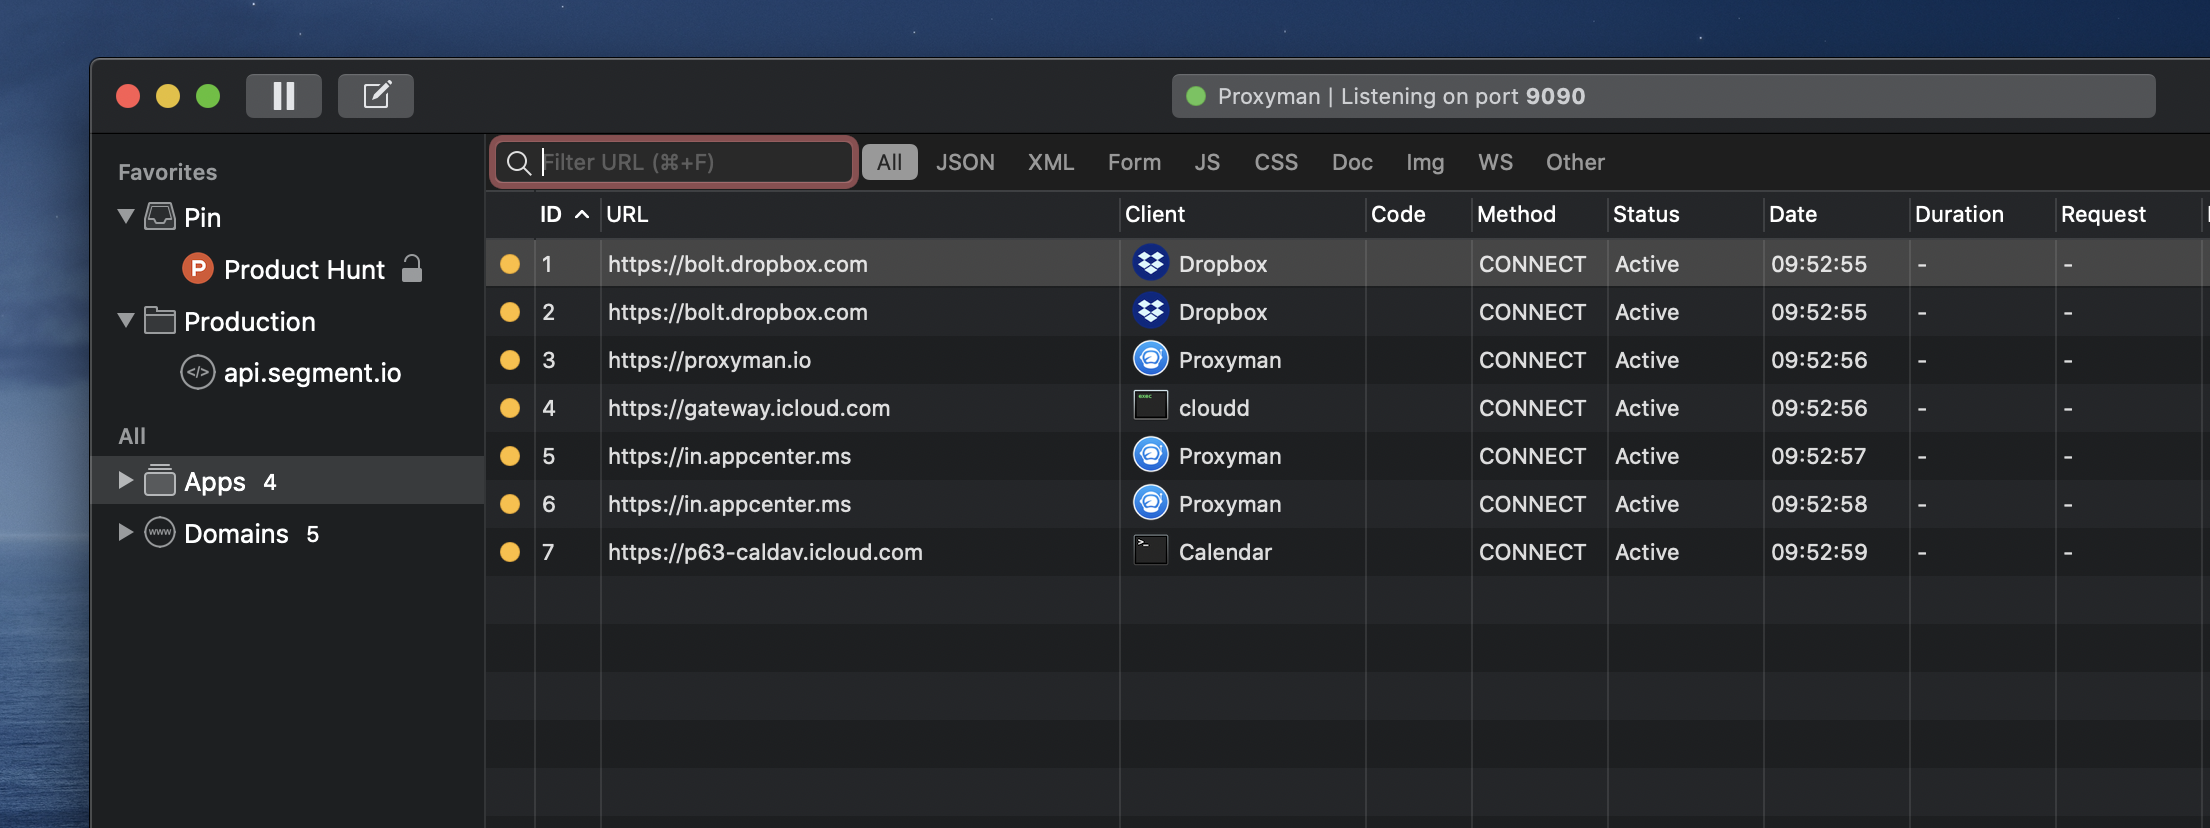 Proxyman | Listening on port 9090
Favorites
Pin
P Product Hunt
Production
</> api.segment.io
All
Apps 4
www Domains 5
Filter URL (⌘+F) All JSON XML Form JS CSS Doc Img WS Other
ID URL Client Code Method Status Date Duration Request
1 https://bolt.dropbox.com Dropbox CONNECT Active 09:52:55 - -
2 https://bolt.dropbox.com Dropbox CONNECT Active 09:52:55 - -
3 https://proxyman.io Proxyman CONNECT Active 09:52:56 - -
4 https://gateway.icloud.com exec cloudd CONNECT Active 09:52:56 - -
5 https://in.appcenter.ms Proxyman CONNECT Active 09:52:57 - -
6 https://in.appcenter.ms Proxyman CONNECT Active 09:52:58 - -
7 https://p63-caldav.icloud.com >_ Calendar CONNECT Active 09:52:59 - -